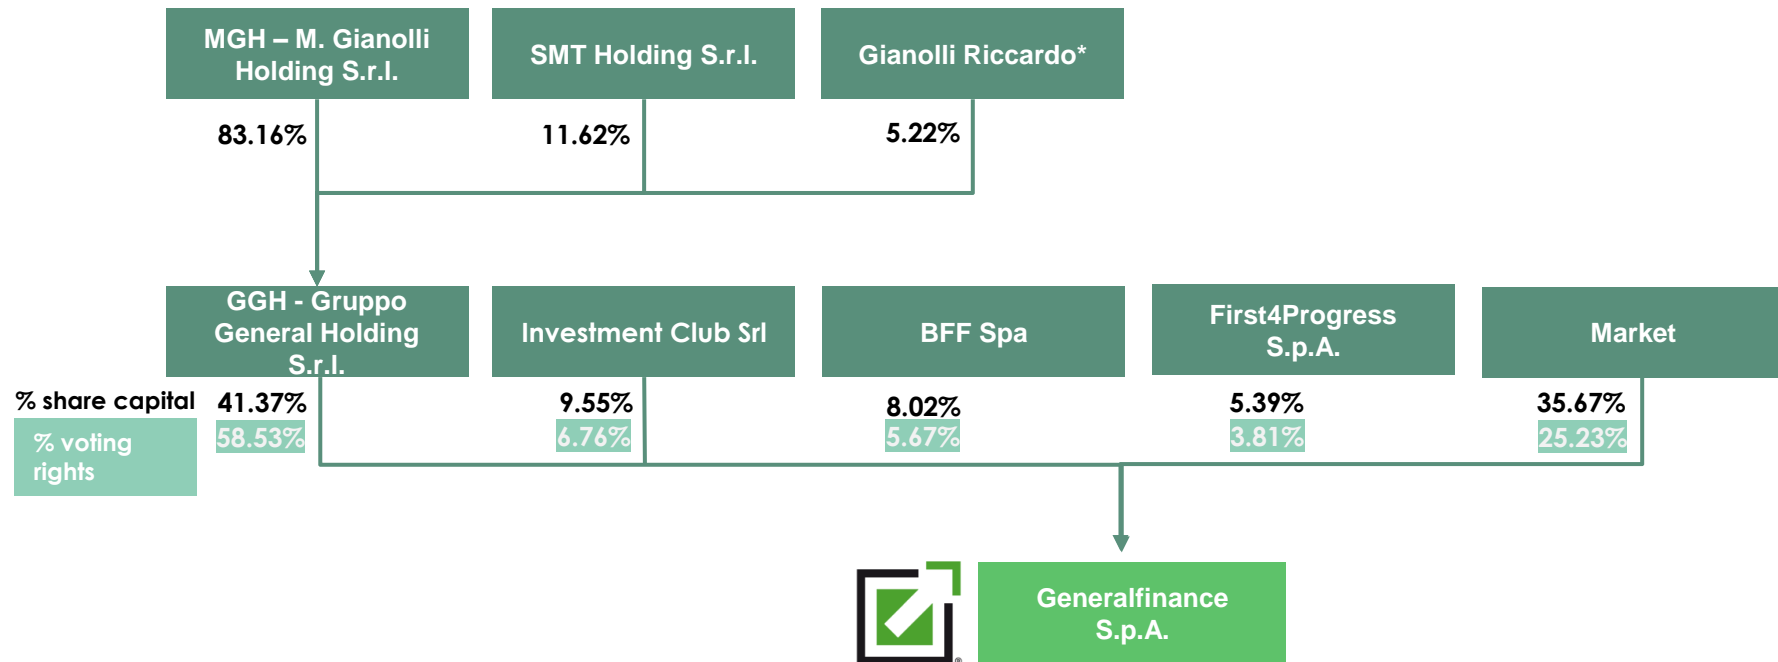 MGH – M. Gianolli
Holding S.r.l.
SMT Holding S.r.l.
Gianolli Riccardo*
83.16%
11.62%
5.22%
GGH - Gruppo
General Holding
S.r.l.
Investment Club Srl
BFF Spa
First4Progress
S.p.A.
Market
% share capital
41.37%
9.55%
8.02%
5.39%
35.67%
% voting
rights
58.53%
6.76%
5.67%
3.81%
25.23%
®
Generalfinance
S.p.A.